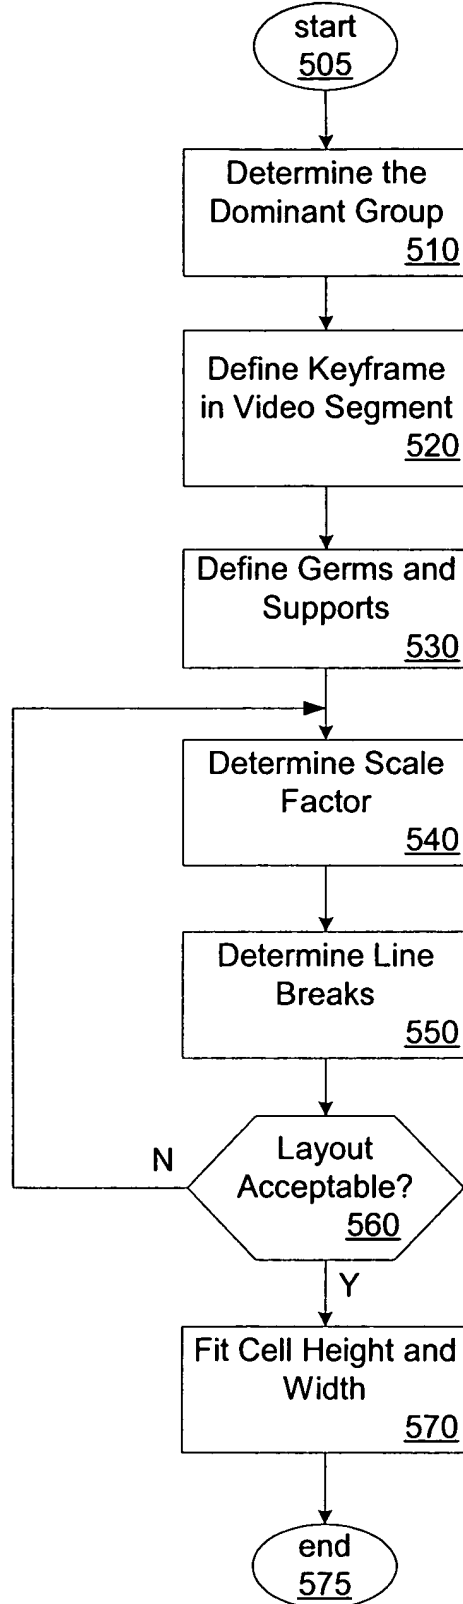 start
505
Determine the
Dominant Group
510
Define Keyframe
in Video Segment
520
Define Germs and
Supports
530
Determine Scale
Factor
540
Determine Line
Breaks
550
N
Layout
Acceptable?
560
Y
Fit Cell Height and
Width
570
end
575